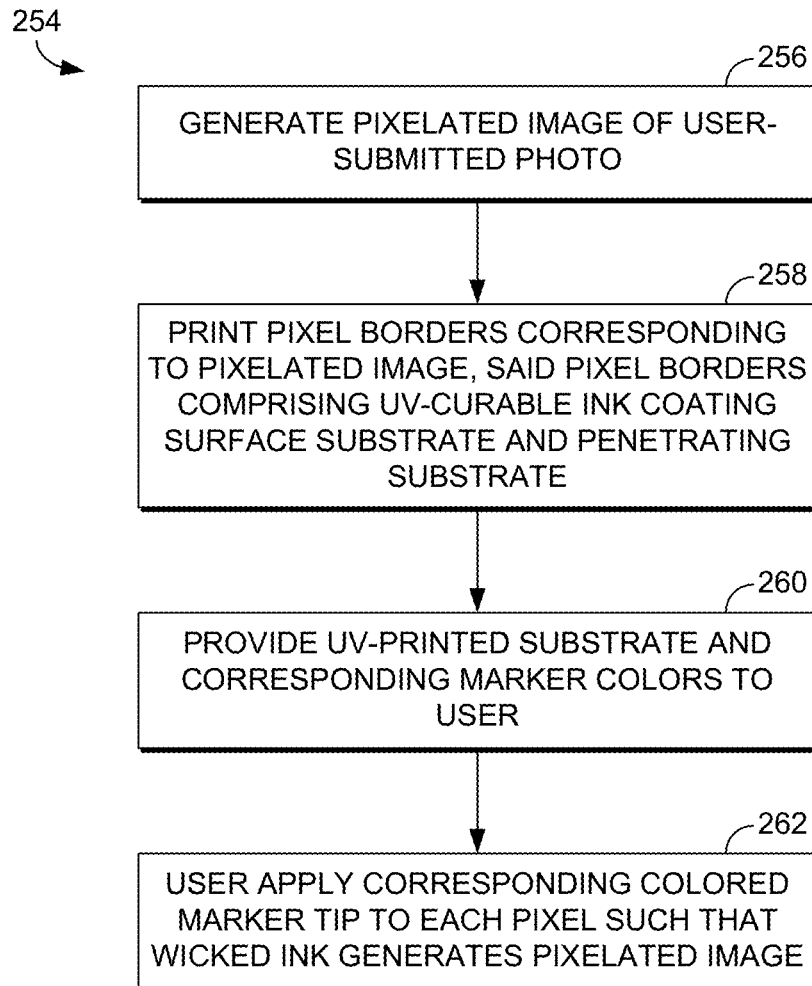 254
256
GENERATE PIXELATED IMAGE OF USER-
SUBMITTED PHOTO
258
PRINT PIXEL BORDERS CORRESPONDING
TO PIXELATED IMAGE, SAID PIXEL BORDERS
COMPRISING UV-CURABLE INK COATING
SURFACE SUBSTRATE AND PENETRATING
SUBSTRATE
260
PROVIDE UV-PRINTED SUBSTRATE AND
CORRESPONDING MARKER COLORS TO
USER
262
USER APPLY CORRESPONDING COLORED
MARKER TIP TO EACH PIXEL SUCH THAT
WICKED INK GENERATES PIXELATED IMAGE